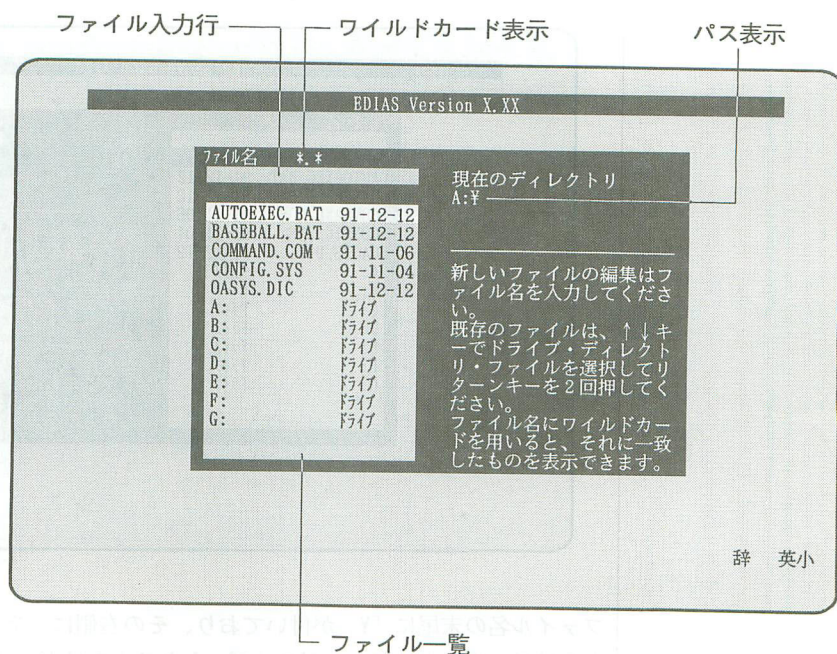 ファイル入力行
ワイルドカード表示
パス表示
EDIAS Version X.XX
ﾌｧｲﾙ名 *.*
AUTOEXEC.BAT 91-12-12
BASEBALL.BAT 91-12-12
COMMAND.COM 91-11-06
CONFIG.SYS 91-11-04
OASYS.DIC 91-12-12
A: ﾄﾞﾗｲﾌﾞ
B: ﾄﾞﾗｲﾌﾞ
C: ﾄﾞﾗｲﾌﾞ
D: ﾄﾞﾗｲﾌﾞ
E: ﾄﾞﾗｲﾌﾞ
F: ﾄﾞﾗｲﾌﾞ
G: ﾄﾞﾗｲﾌﾞ
現在のディレクトリ
A:¥
新しいファイルの編集はフ
ァイル名を入力してくださ
い。
既存のファイルは、↑↓キ
ーでドライブ・ディレクト
リ・ファイルを選択してリ
ターンキーを2回押してく
ださい。
ファイル名にワイルドカー
ドを用いると、それに一致
したものを表示できます。
辞 英小
ファイル一覧